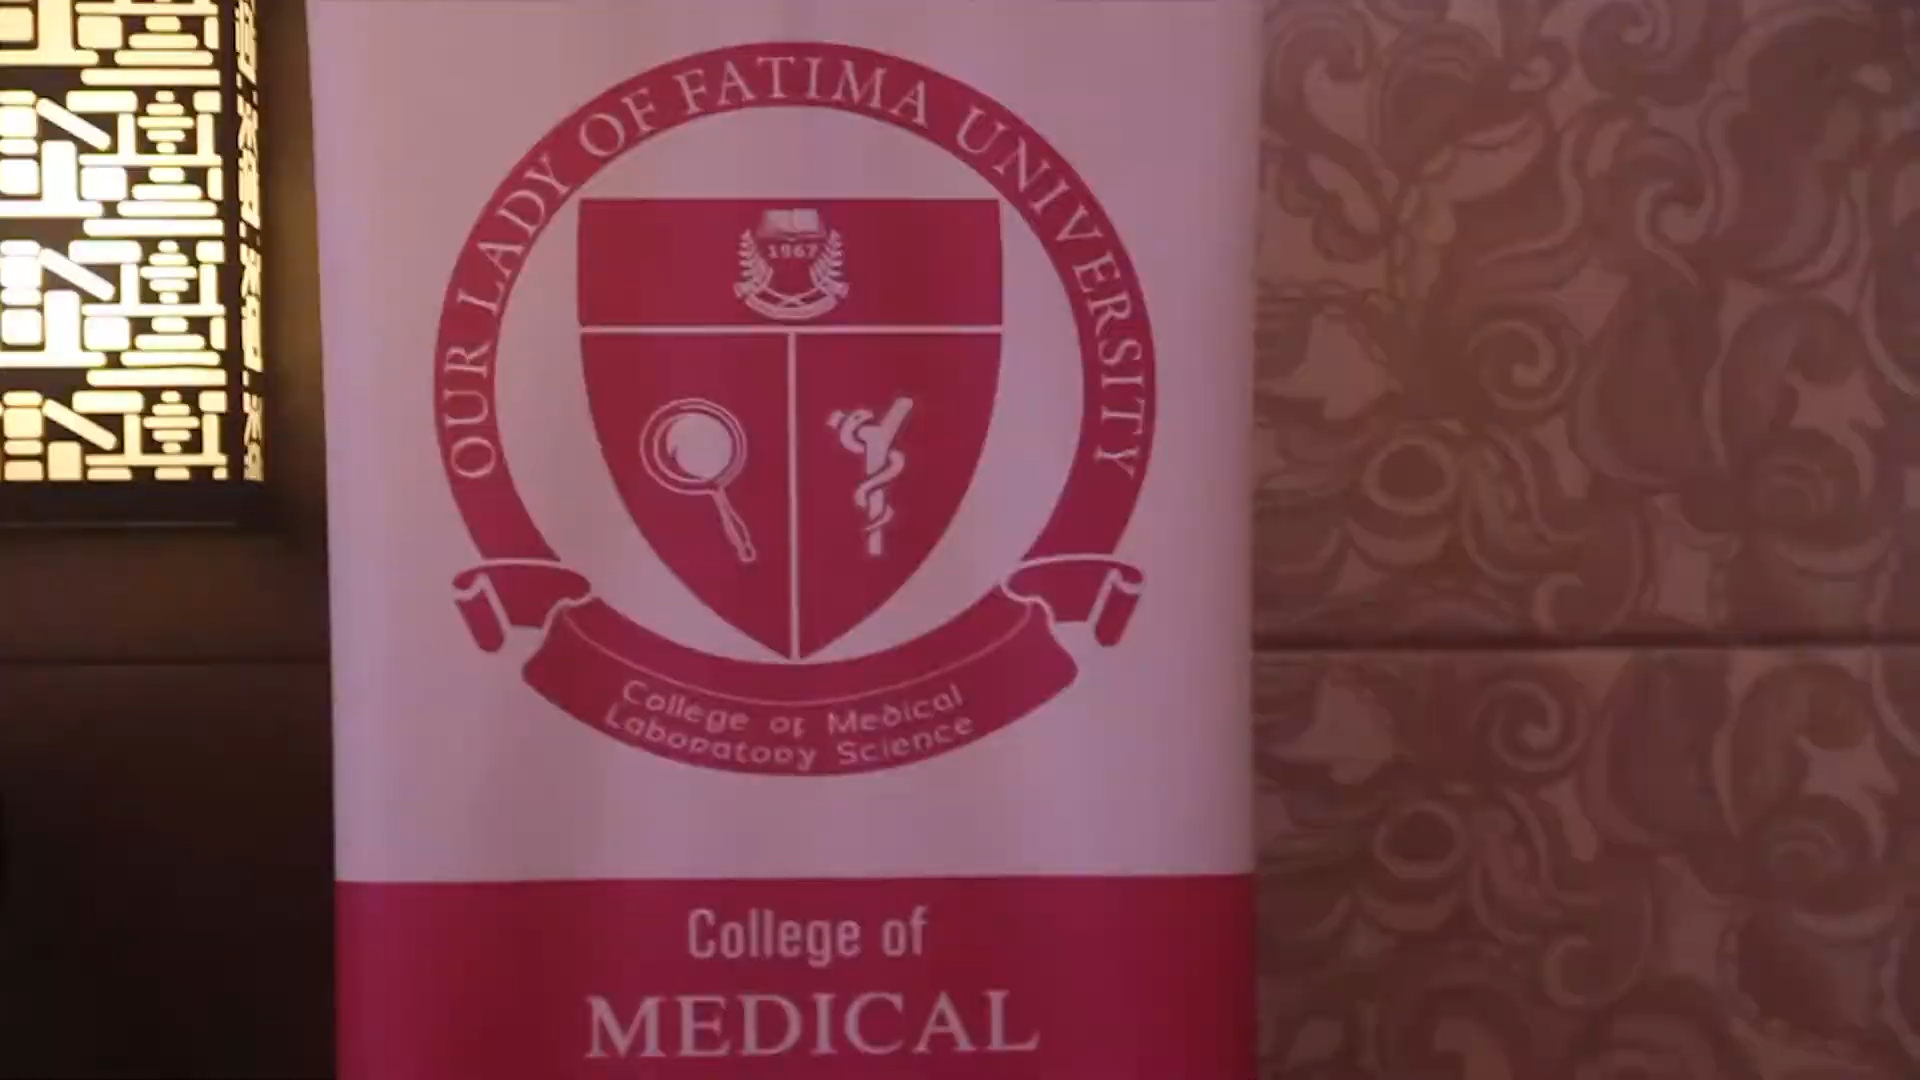 OUR LADY OF FATIMA UNIVERSITY
1967
College of Medical
Laboratory Science
College of
MEDICAL